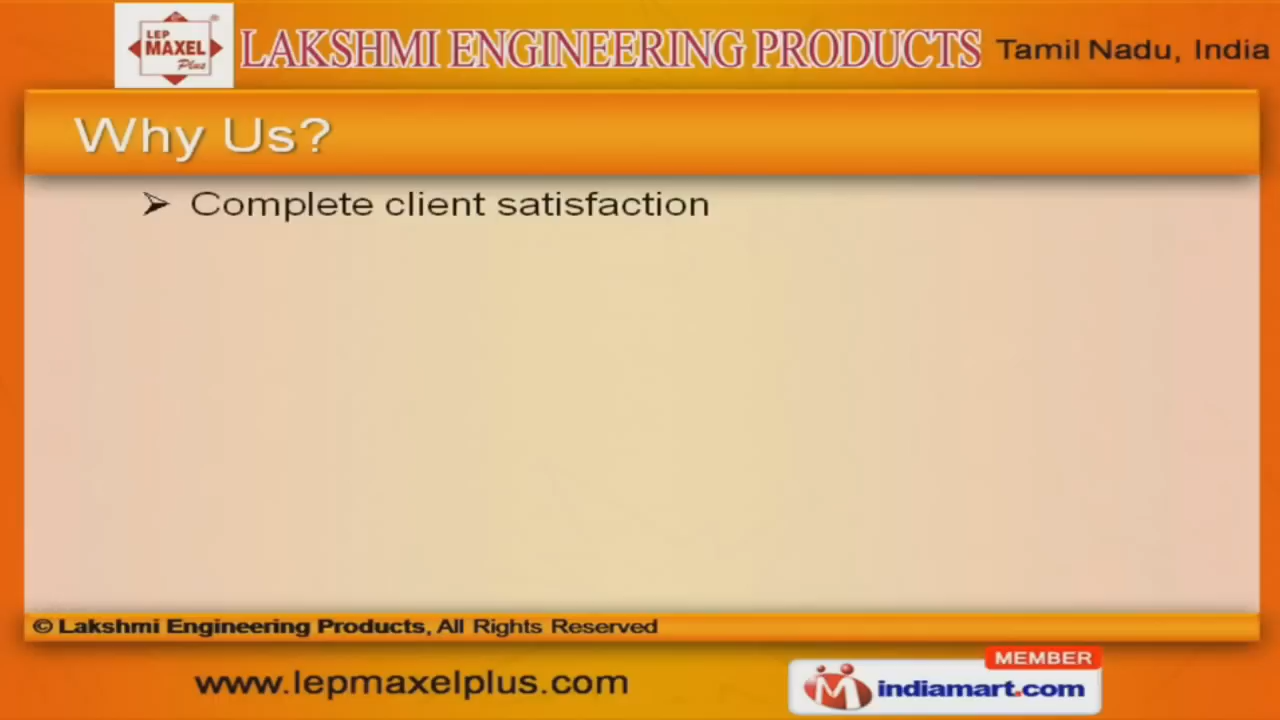 LEP
MAXEL
Plus
®
LAKSHMI ENGINEERING PRODUCTS
Tamil Nadu, India
Why Us?
➢ Complete client satisfaction
© Lakshmi Engineering Products, All Rights Reserved
www.lepmaxelplus.com
MEMBER
indiamart.com